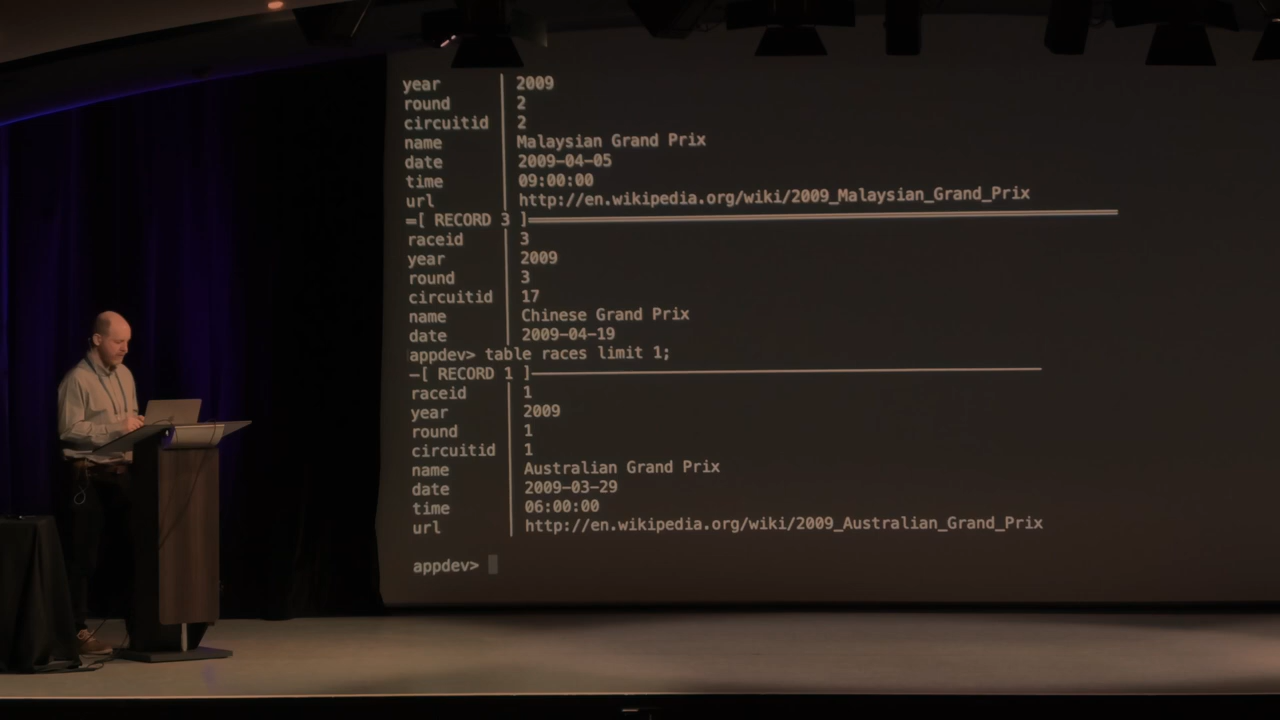 year | 2009
round | 2
circuitid | 2
name | Malaysian Grand Prix
date | 2009-04-05
time | 09:00:00
url | http://en.wikipedia.org/wiki/2009_Malaysian_Grand_Prix
=[ RECORD 3 ]
raceid | 3
year | 2009
round | 3
circuitid | 17
name | Chinese Grand Prix
date | 2009-04-19
appdev> table races limit 1;
-[ RECORD 1 ]
raceid | 1
year | 2009
round | 1
circuitid | 1
name | Australian Grand Prix
date | 2009-03-29
time | 06:00:00
url | http://en.wikipedia.org/wiki/2009_Australian_Grand_Prix
appdev>